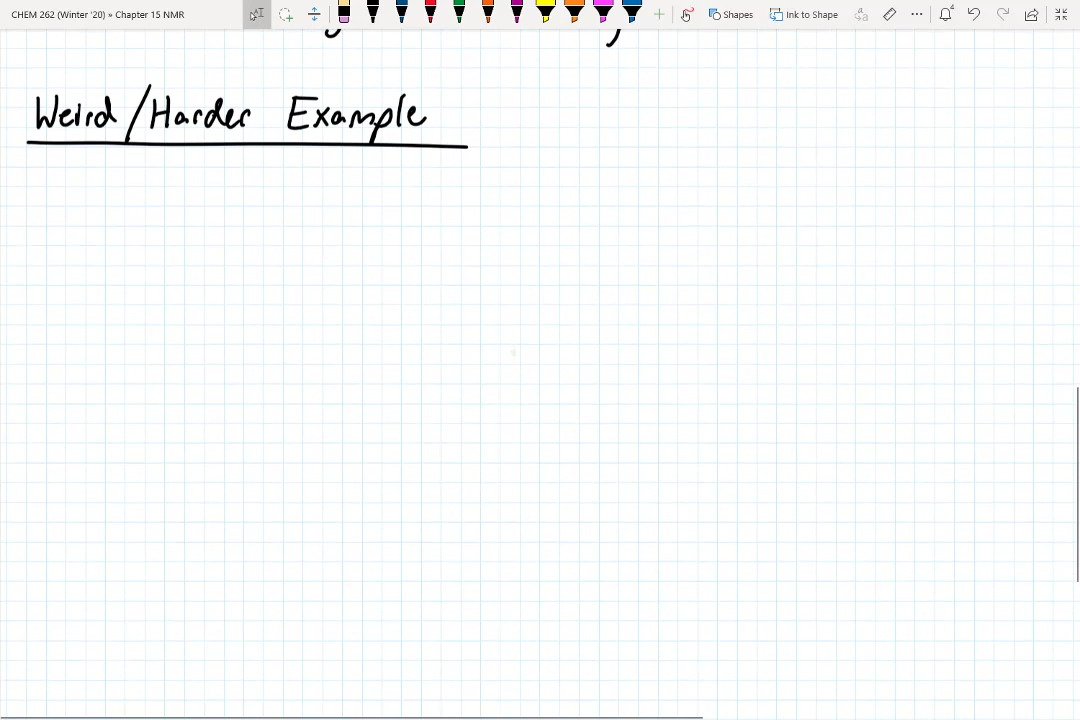 CHEM 262 (Winter '20) » Chapter 15 NMR
Shapes
Ink to Shape
Weird/Harder Example